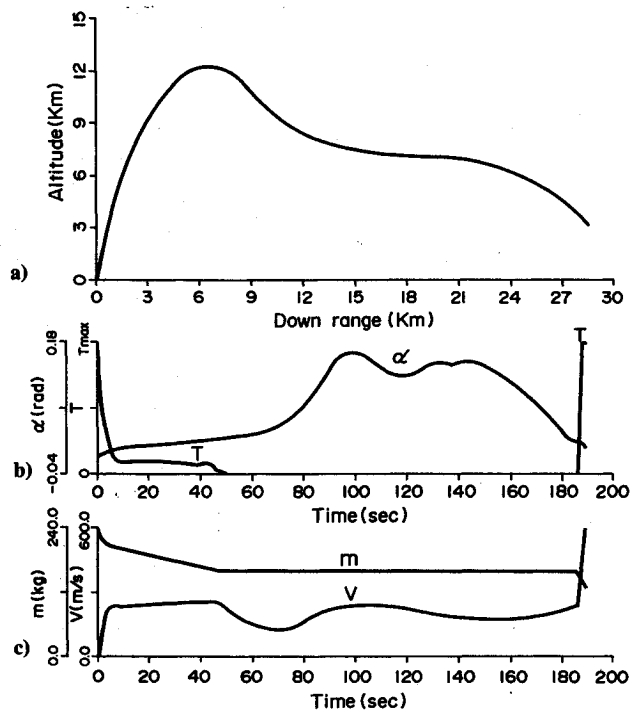 15
12
9
6
3
0
Altitude (Km)
a)
0 3 6 9 12 15 18 21 24 27 30
Down range (Km)
0.18
-0.04
α (rad)
Tmax
T
0
α
T
T
b)
0 20 40 60 80 100 120 140 160 180 200
Time (sec)
240.0
0.0
m (kg)
600.0
0.0
V (m/s)
m
V
c)
0 20 40 60 80 100 120 140 160 180 200
Time (sec)